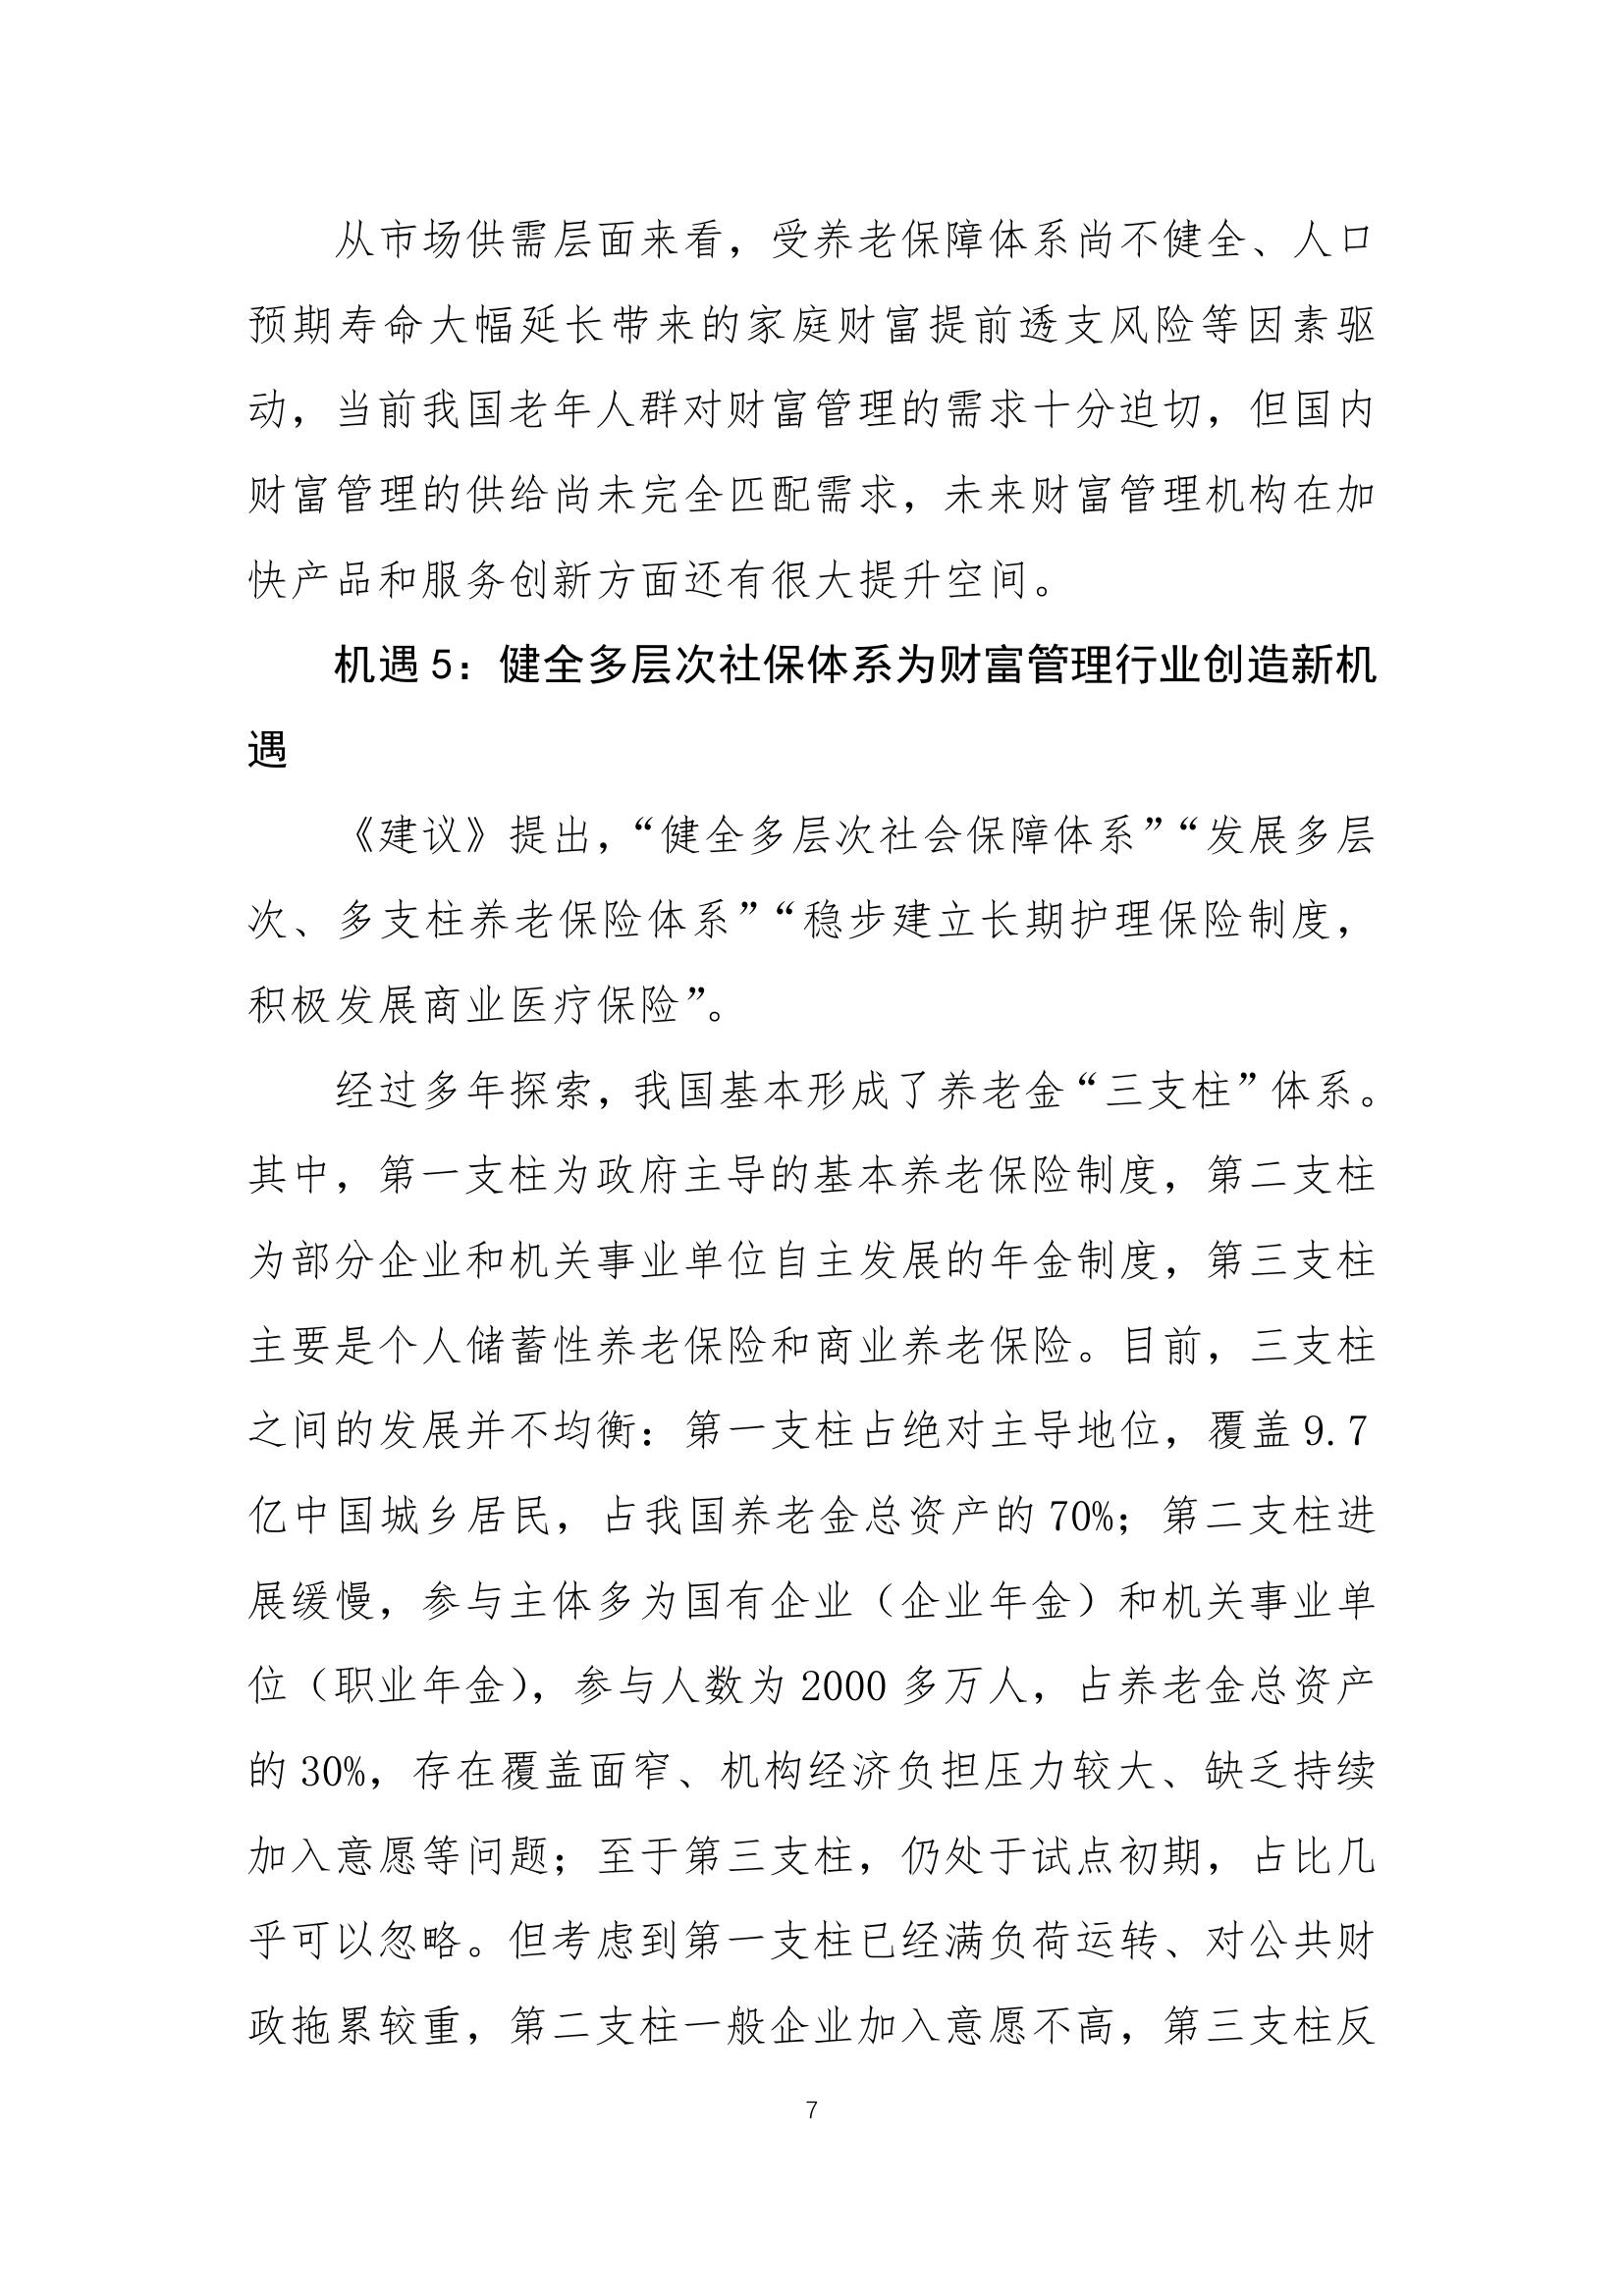 从市场供需层面来看，受养老保障体系尚不健全、人口
预期寿命大幅延长带来的家庭财富提前透支风险等因素驱
动，当前我国老年人群对财富管理的需求十分迫切，但国内
财富管理的供给尚未完全匹配需求，未来财富管理机构在加
快产品和服务创新方面还有很大提升空间。
机遇 5：健全多层次社保体系为财富管理行业创造新机
遇
《建议》提出，“健全多层次社会保障体系”“发展多层
次、多支柱养老保险体系”“稳步建立长期护理保险制度，
积极发展商业医疗保险”。
经过多年探索，我国基本形成了养老金“三支柱”体系。
其中，第一支柱为政府主导的基本养老保险制度，第二支柱
为部分企业和机关事业单位自主发展的年金制度，第三支柱
主要是个人储蓄性养老保险和商业养老保险。目前，三支柱
之间的发展并不均衡：第一支柱占绝对主导地位，覆盖 9.7
亿中国城乡居民，占我国养老金总资产的 70%；第二支柱进
展缓慢，参与主体多为国有企业（企业年金）和机关事业单
位（职业年金），参与人数为 2000 多万人，占养老金总资产
的 30%，存在覆盖面窄、机构经济负担压力较大、缺乏持续
加入意愿等问题；至于第三支柱，仍处于试点初期，占比几
乎可以忽略。但考虑到第一支柱已经满负荷运转、对公共财
政拖累较重，第二支柱一般企业加入意愿不高，第三支柱反
7